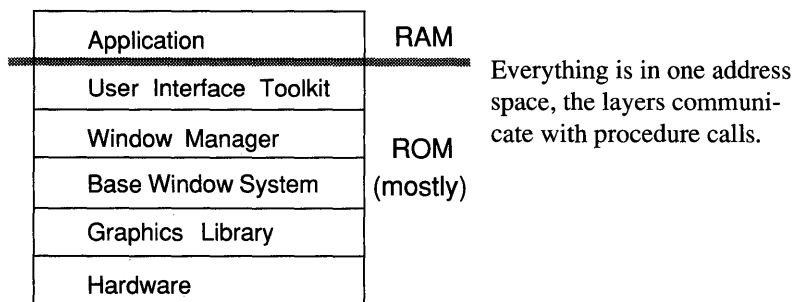 Application
RAM
User Interface Toolkit
Window Manager
ROM
Base Window System
(mostly)
Graphics Library
Hardware
Everything is in one address
space, the layers communi-
cate with procedure calls.